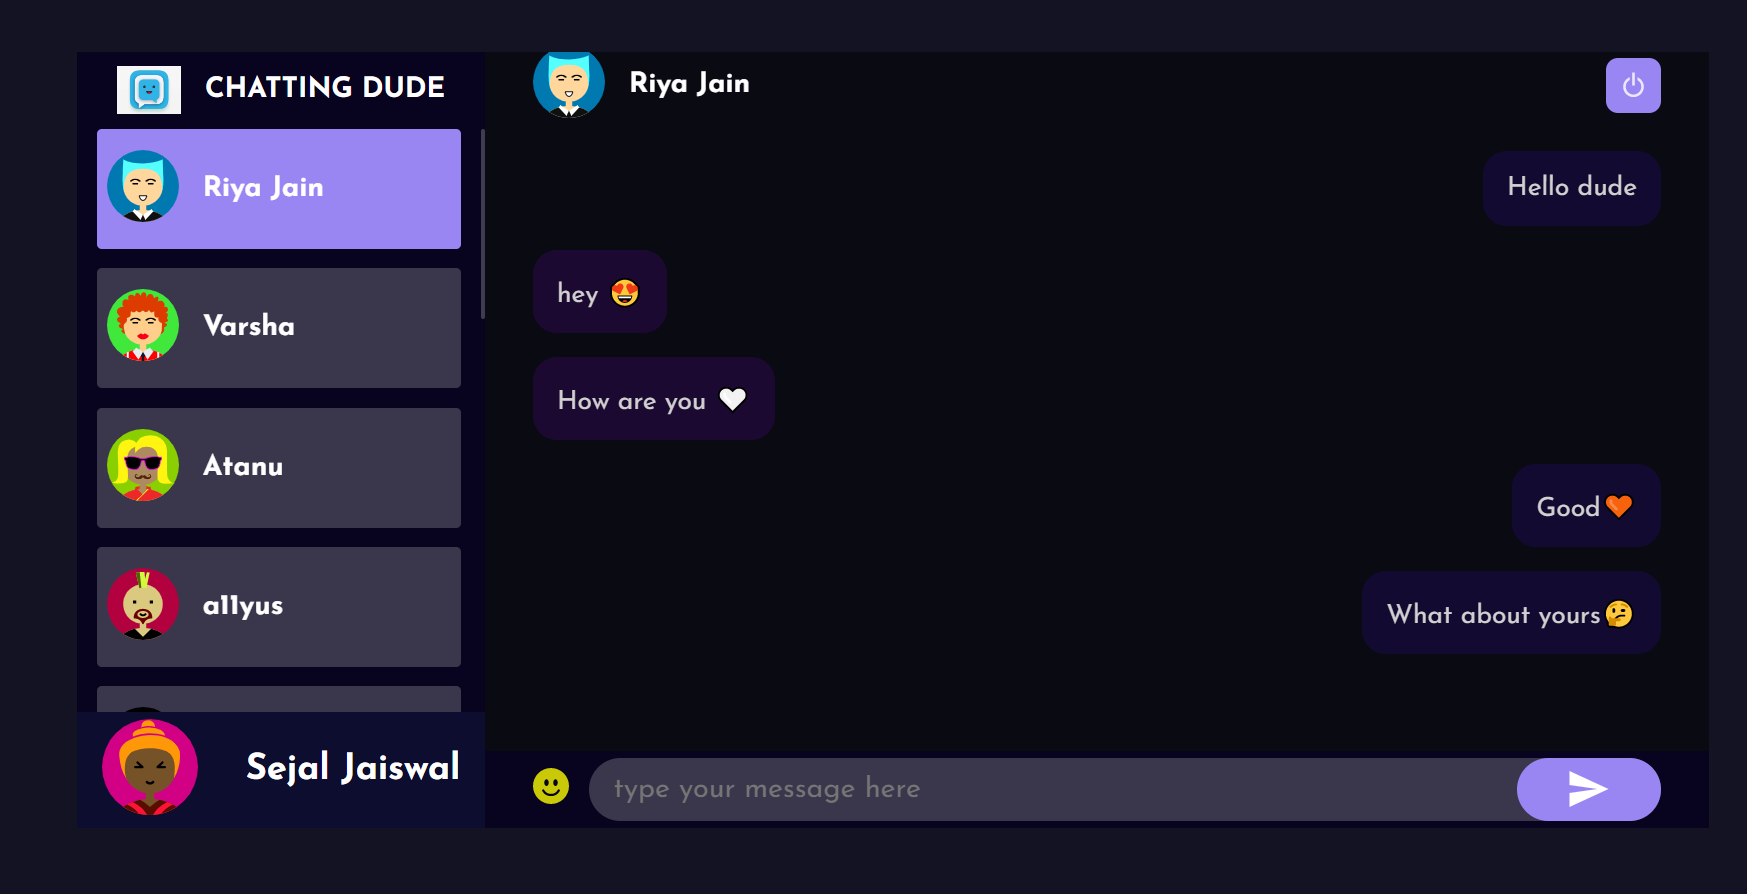 CHATTING DUDE
Riya Jain
Varsha
Atanu
a11yus
Sejal Jaiswal
Riya Jain
Hello dude
hey 😍
How are you 🤍
Good🧡
What about yours🤔
type your message here